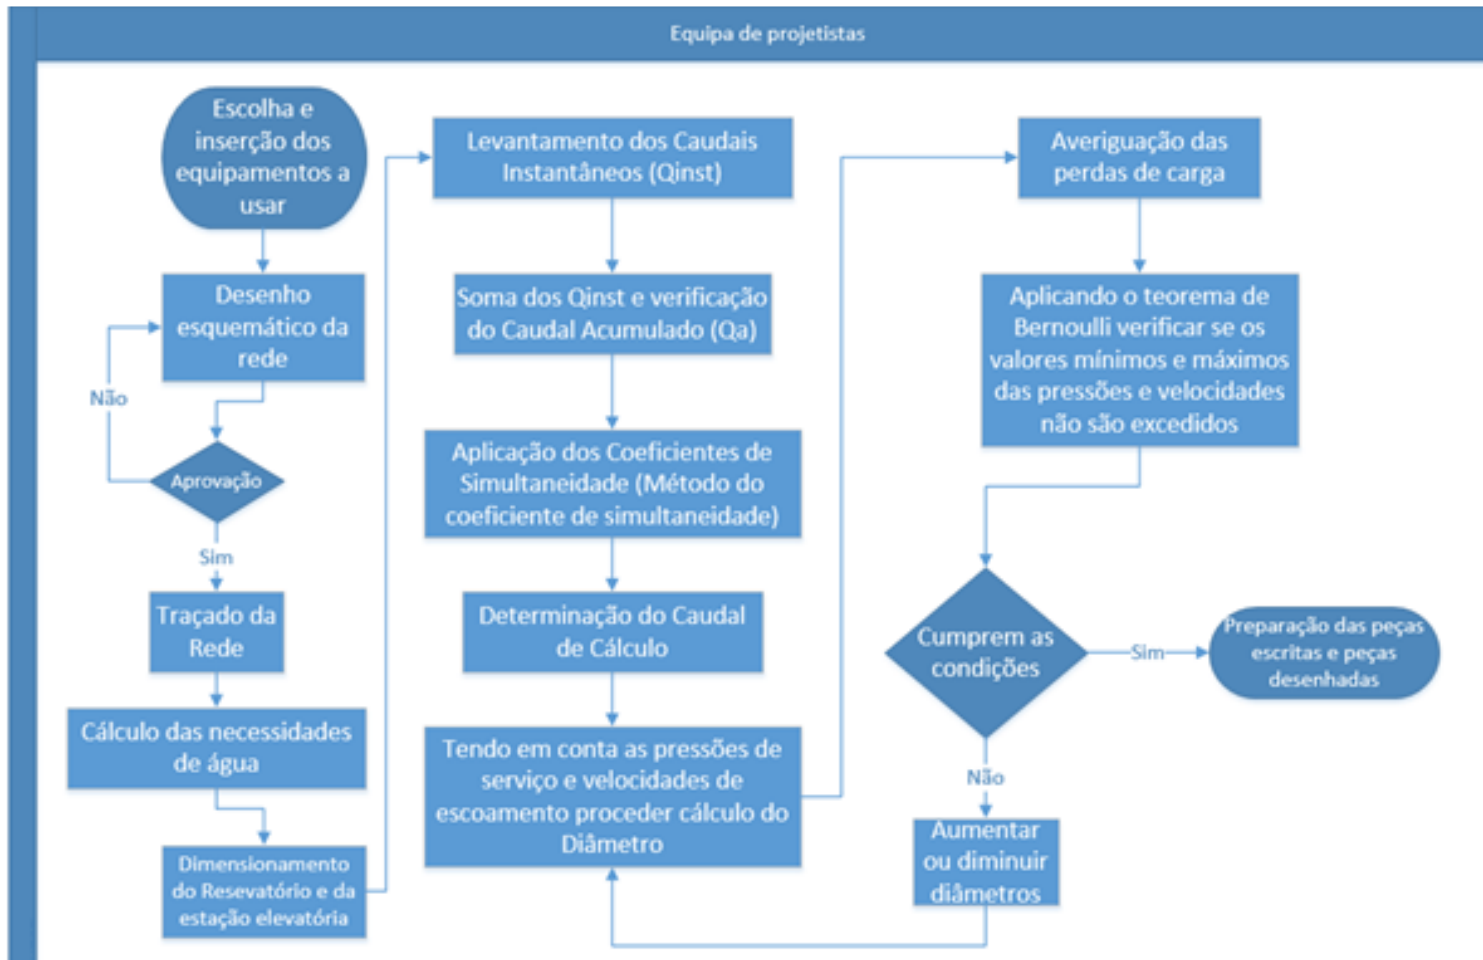 Equipa de projetistas
Escolha e
inserção dos
equipamentos a
usar
Desenho
esquemático da
rede
Não
Aprovação
Sim
Traçado da
Rede
Cálculo das necessidades
de água
Dimensionamento
do Resevatório e da
estação elevatória
Levantamento dos Caudais
Instantâneos (Qinst)
Soma dos Qinst e verificação
do Caudal Acumulado (Qa)
Aplicação dos Coeficientes de
Simultaneidade (Método do
coeficiente de simultaneidade)
Determinação do Caudal
de Cálculo
Tendo em conta as pressões de
serviço e velocidades de
escoamento proceder cálculo do
Diâmetro
Averiguação das
perdas de carga
Aplicando o teorema de
Bernoulli verificar se os
valores mínimos e máximos
das pressões e velocidades
não são excedidos
Cumprem as
condições
Sim
Preparação das peças
escritas e peças
desenhadas
Não
Aumentar
ou diminuir
diâmetros